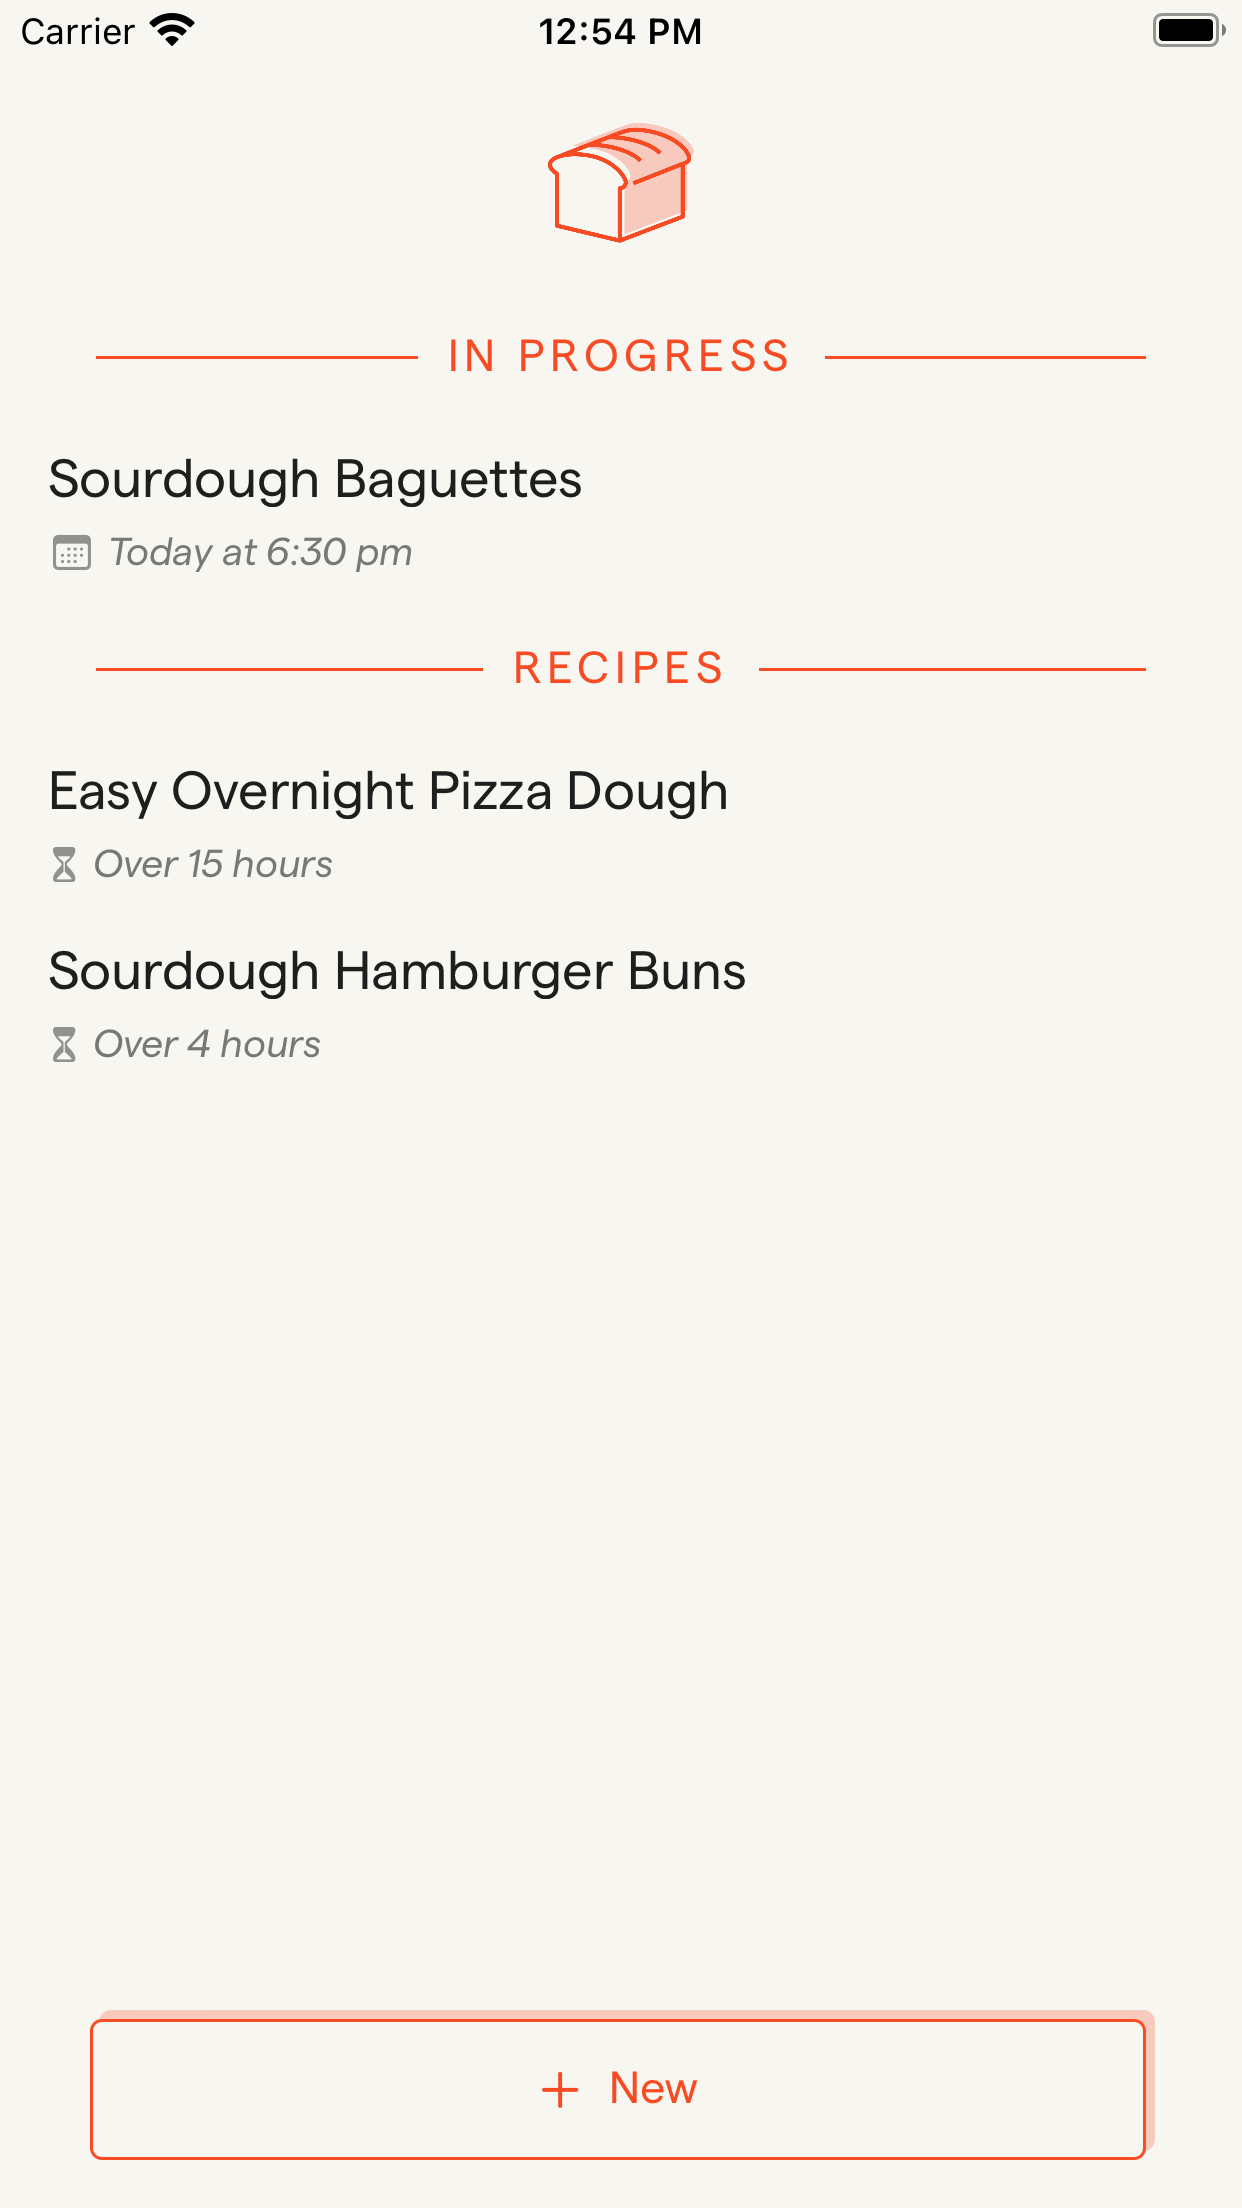 Carrier 12:54 PM
IN PROGRESS
Sourdough Baguettes
Today at 6:30 pm
RECIPES
Easy Overnight Pizza Dough
Over 15 hours
Sourdough Hamburger Buns
Over 4 hours
+ New